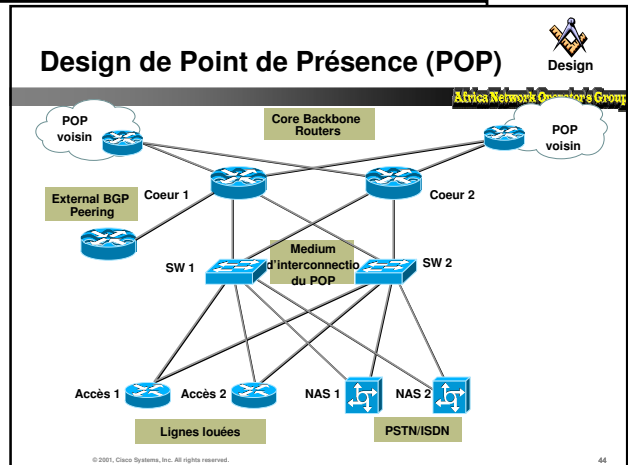 Design de Point de Présence (POP)
Design
Africa Network Operator's Group
POP
voisin
Core Backbone
Routers
POP
voisin
External BGP
Peering
Coeur 1
Coeur 2
SW 1
Medium
d'interconnectio
du POP
SW 2
Accès 1
Accès 2
NAS 1
NAS 2
Lignes louées
PSTN/ISDN
© 2001, Cisco Systems, Inc. All rights reserved.
44